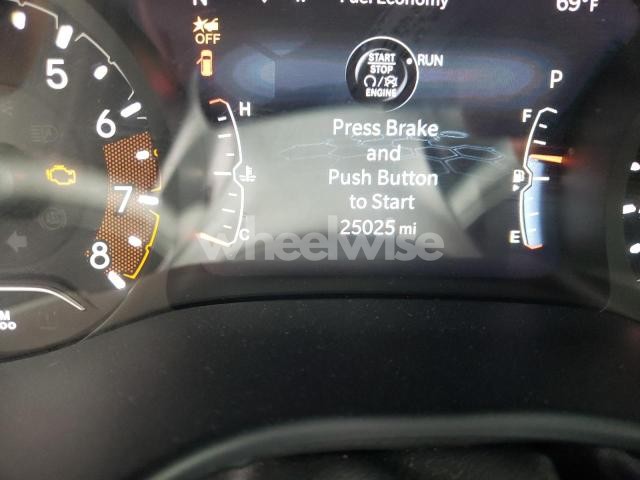 N
Fuel Economy
69°F
OFF
START
STOP
ENGINE
RUN
P
5
6
7
8
H
C
F
E
Press Brake
and
Push Button
to Start
25025 mi
wheelwise